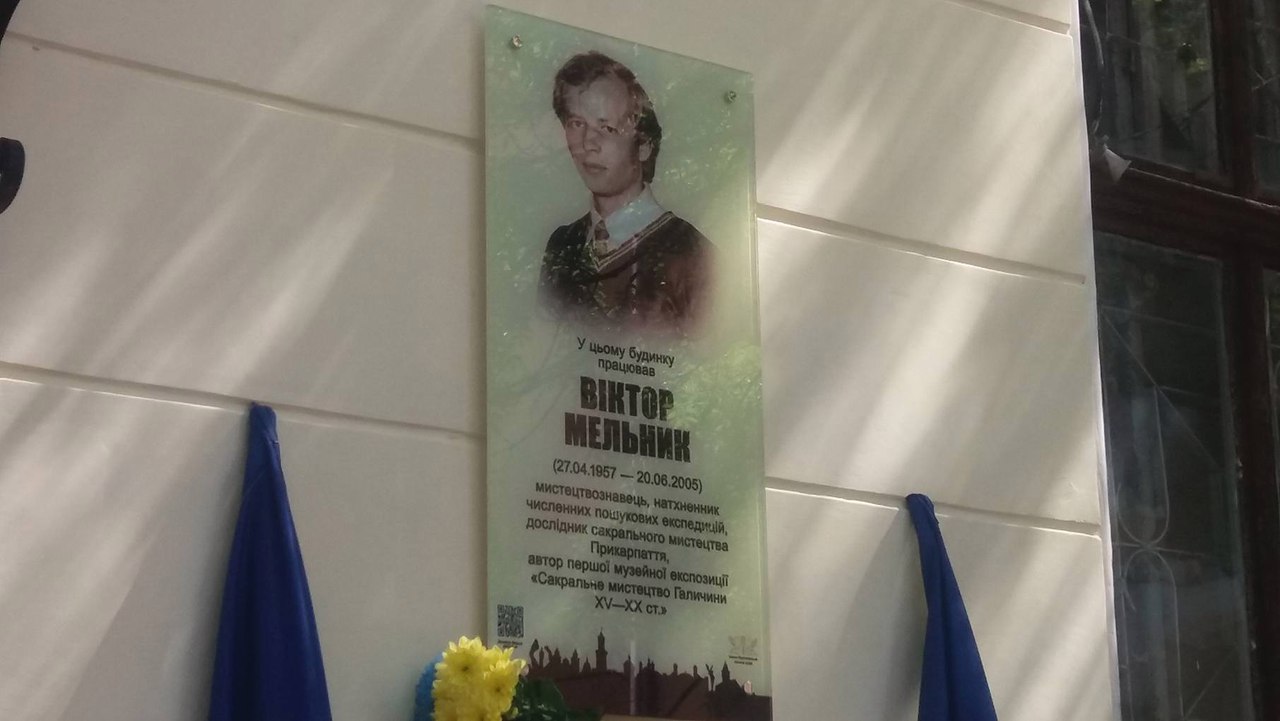 У цьому будинку
працював
ВІКТОР
МЕЛЬНИК
(27.04.1957 — 20.06.2005)
мистецтвознавець, натхненник
численних пошукових експедицій,
дослідник сакрального мистецтва
Прикарпаття,
автор першої музейної експозиції
«Сакральне мистецтво Галичини
XV—XX ст.»